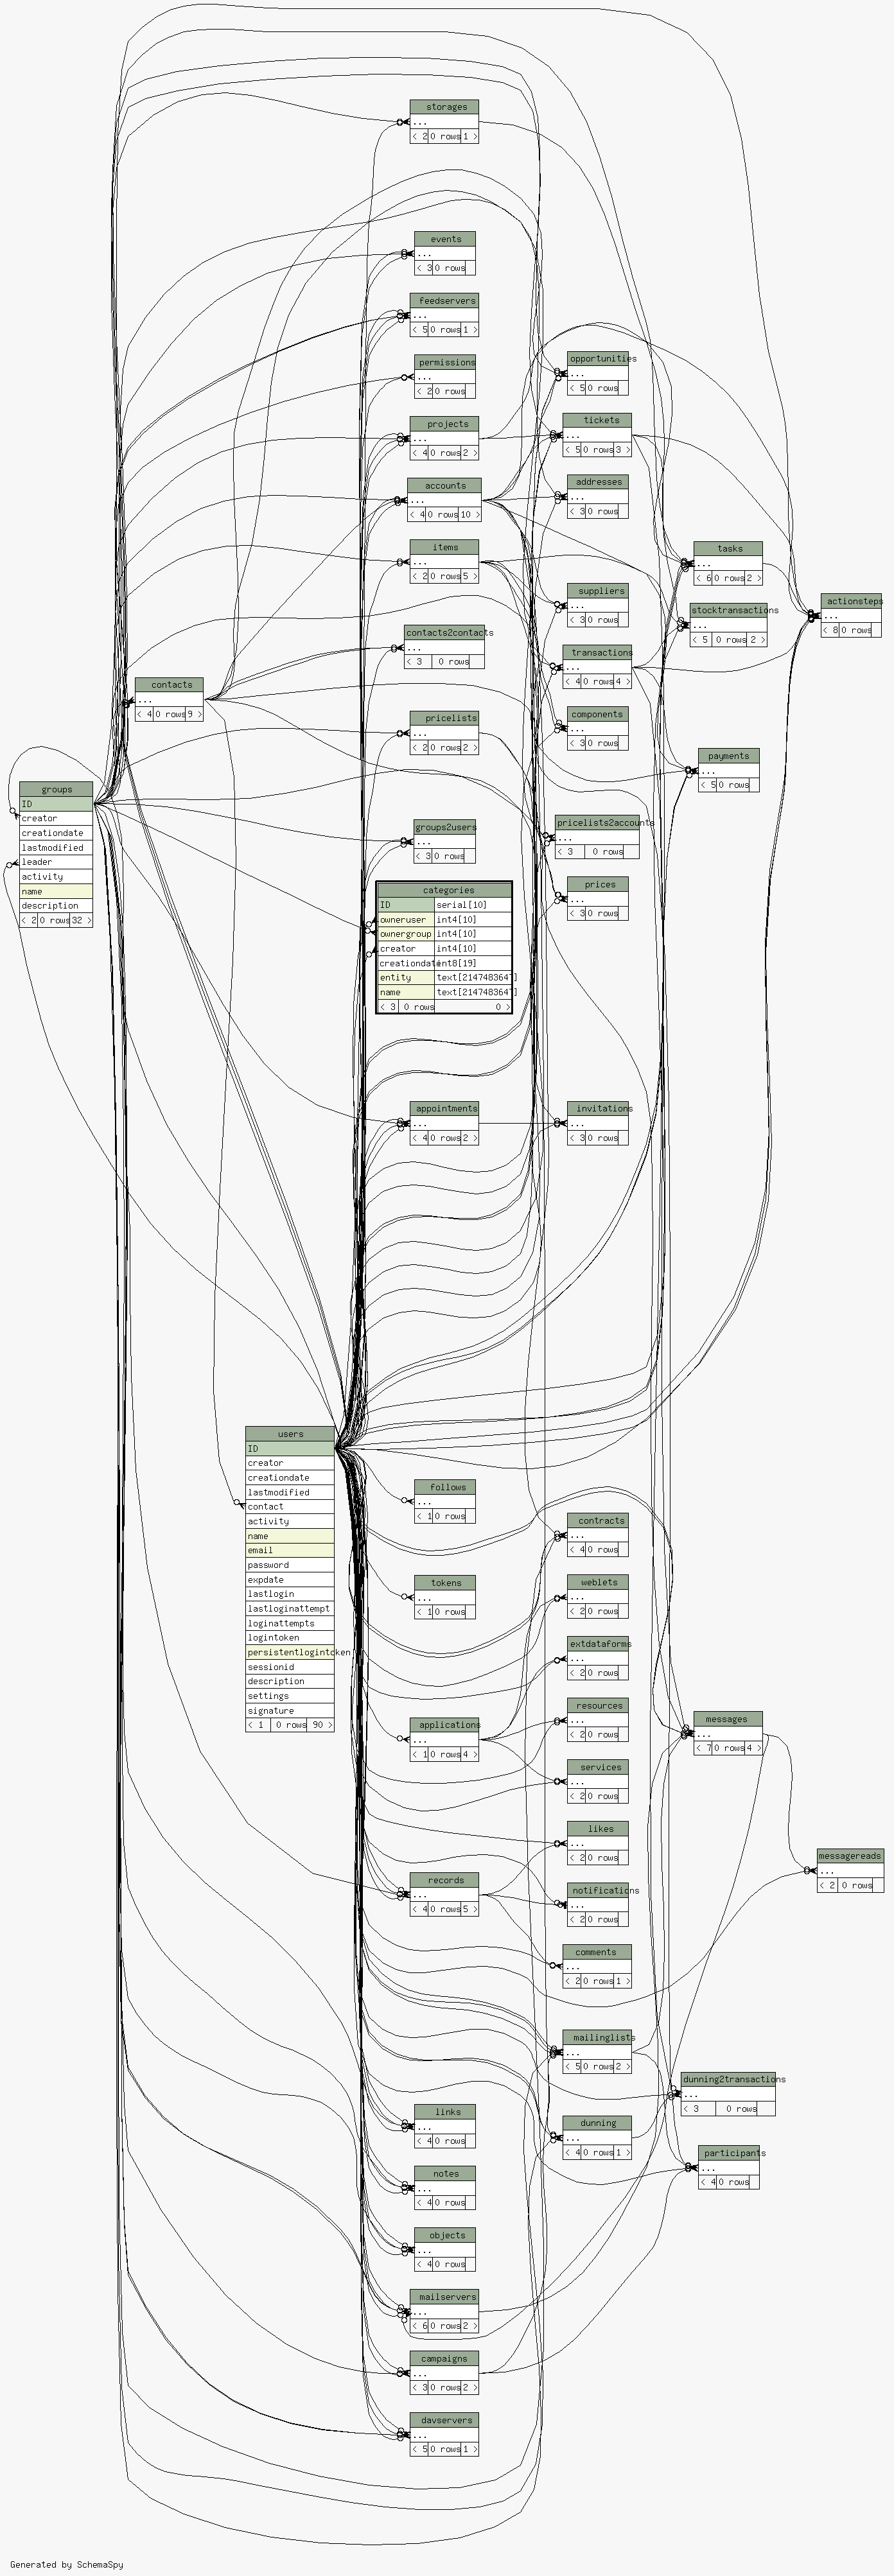 storages
...
< 2 0 rows 1 >
events
...
< 3 0 rows
feedservers
...
< 5 0 rows 1 >
permissions
...
< 2 0 rows
projects
...
< 4 0 rows 2 >
accounts
...
< 4 0 rows 10 >
items
...
< 2 0 rows 5 >
contacts2contacts
...
< 3 0 rows
pricelists
...
< 2 0 rows 2 >
groups2users
...
< 3 0 rows
opportunities
...
< 5 0 rows
tickets
...
< 5 0 rows 3 >
addresses
...
< 3 0 rows
suppliers
...
< 3 0 rows
transactions
...
< 4 0 rows 4 >
components
...
< 3 0 rows
pricelists2accounts
...
< 3 0 rows
prices
...
< 3 0 rows
tasks
...
< 6 0 rows 2 >
stocktransactions
...
< 5 0 rows 2 >
payments
...
< 5 0 rows
actionsteps
...
< 8 0 rows
contacts
...
< 4 0 rows 9 >
groups
ID
creator
creationdate
lastmodified
leader
activity
name
description
< 2 0 rows 32 >
categories
ID serial[10]
owneruser int4[10]
ownergroup int4[10]
creator int4[10]
creationdate int8[19]
entity text[2147483647]
name text[2147483647]
< 3 0 rows 0 >
appointments
...
< 4 0 rows 2 >
invitations
...
< 3 0 rows
users
ID
creator
creationdate
lastmodified
contact
activity
name
email
password
expdate
lastlogin
lastloginattempt
loginattempts
logintoken
persistentlogintoken
sessionid
description
settings
signature
< 1 0 rows 90 >
follows
...
< 1 0 rows
tokens
...
< 1 0 rows
applications
...
< 1 0 rows 4 >
records
...
< 4 0 rows 5 >
links
...
< 4 0 rows
notes
...
< 4 0 rows
objects
...
< 4 0 rows
mailservers
...
< 6 0 rows 2 >
campaigns
...
< 3 0 rows 2 >
davservers
...
< 5 0 rows 1 >
contracts
...
< 4 0 rows
weblets
...
< 2 0 rows
extdataforms
...
< 2 0 rows
resources
...
< 2 0 rows
services
...
< 2 0 rows
likes
...
< 2 0 rows
notifications
...
< 2 0 rows
comments
...
< 2 0 rows 1 >
mailinglists
...
< 5 0 rows 2 >
dunning
...
< 4 0 rows 1 >
messages
...
< 7 0 rows 4 >
messagereads
...
< 2 0 rows
dunning2transactions
...
< 3 0 rows
participants
...
< 4 0 rows
Generated by SchemaSpy